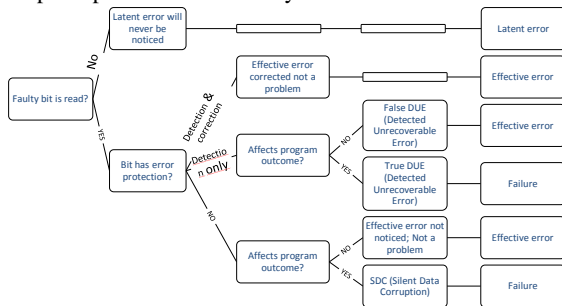 Latent error will
never be
noticed
Latent error
No
Effective error
corrected not a
problem
Effective error
Detection &
correction
Faulty bit is read?
False DUE
(Detected
Unrecoverable
Error)
Effective error
NO
Affects program
outcome?
Detectio
n only
YES
Bit has error
protection?
YES
True DUE
(Detected
Unrecoverable
Error)
Failure
NO
Effective error not
noticed; Not a
problem
Effective error
NO
Affects program
outcome?
YES
SDC (Silent Data
Corruption)
Failure